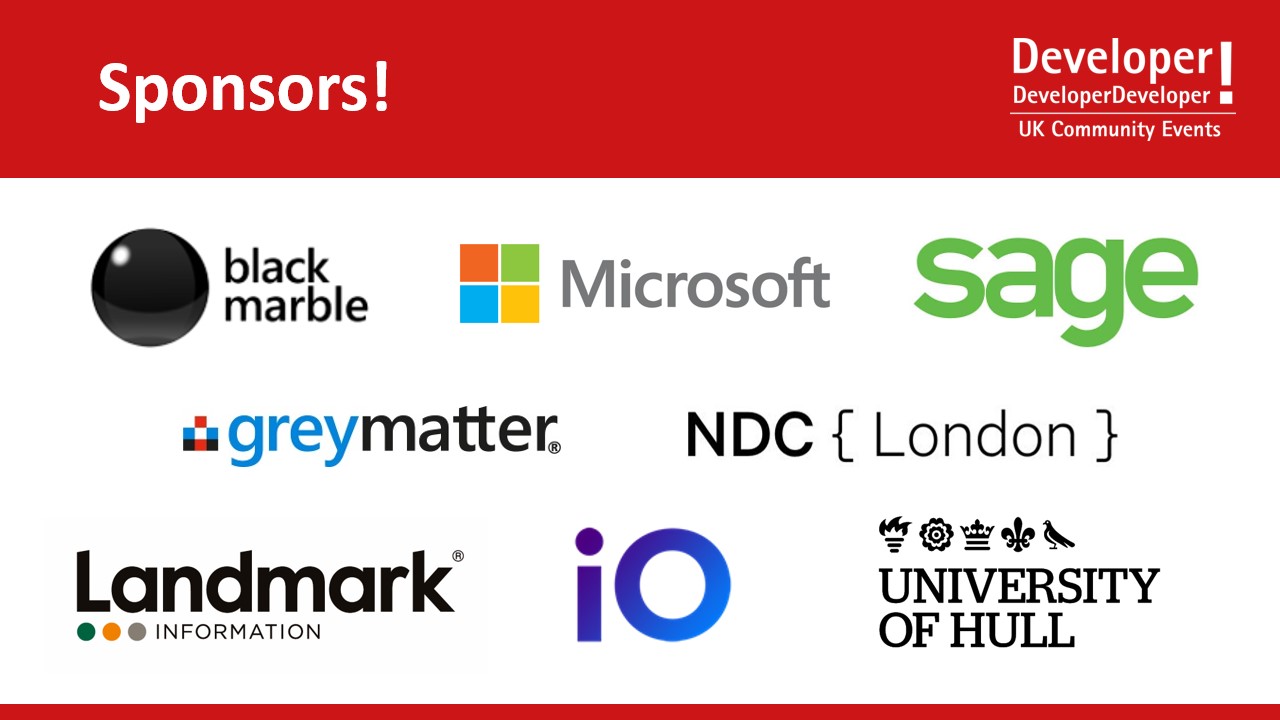 Sponsors!
Developer!
DeveloperDeveloper
UK Community Events
black
marble
Microsoft
sage
greymatter®
NDC { London }
Landmark®
INFORMATION
iO
UNIVERSITY
OF HULL